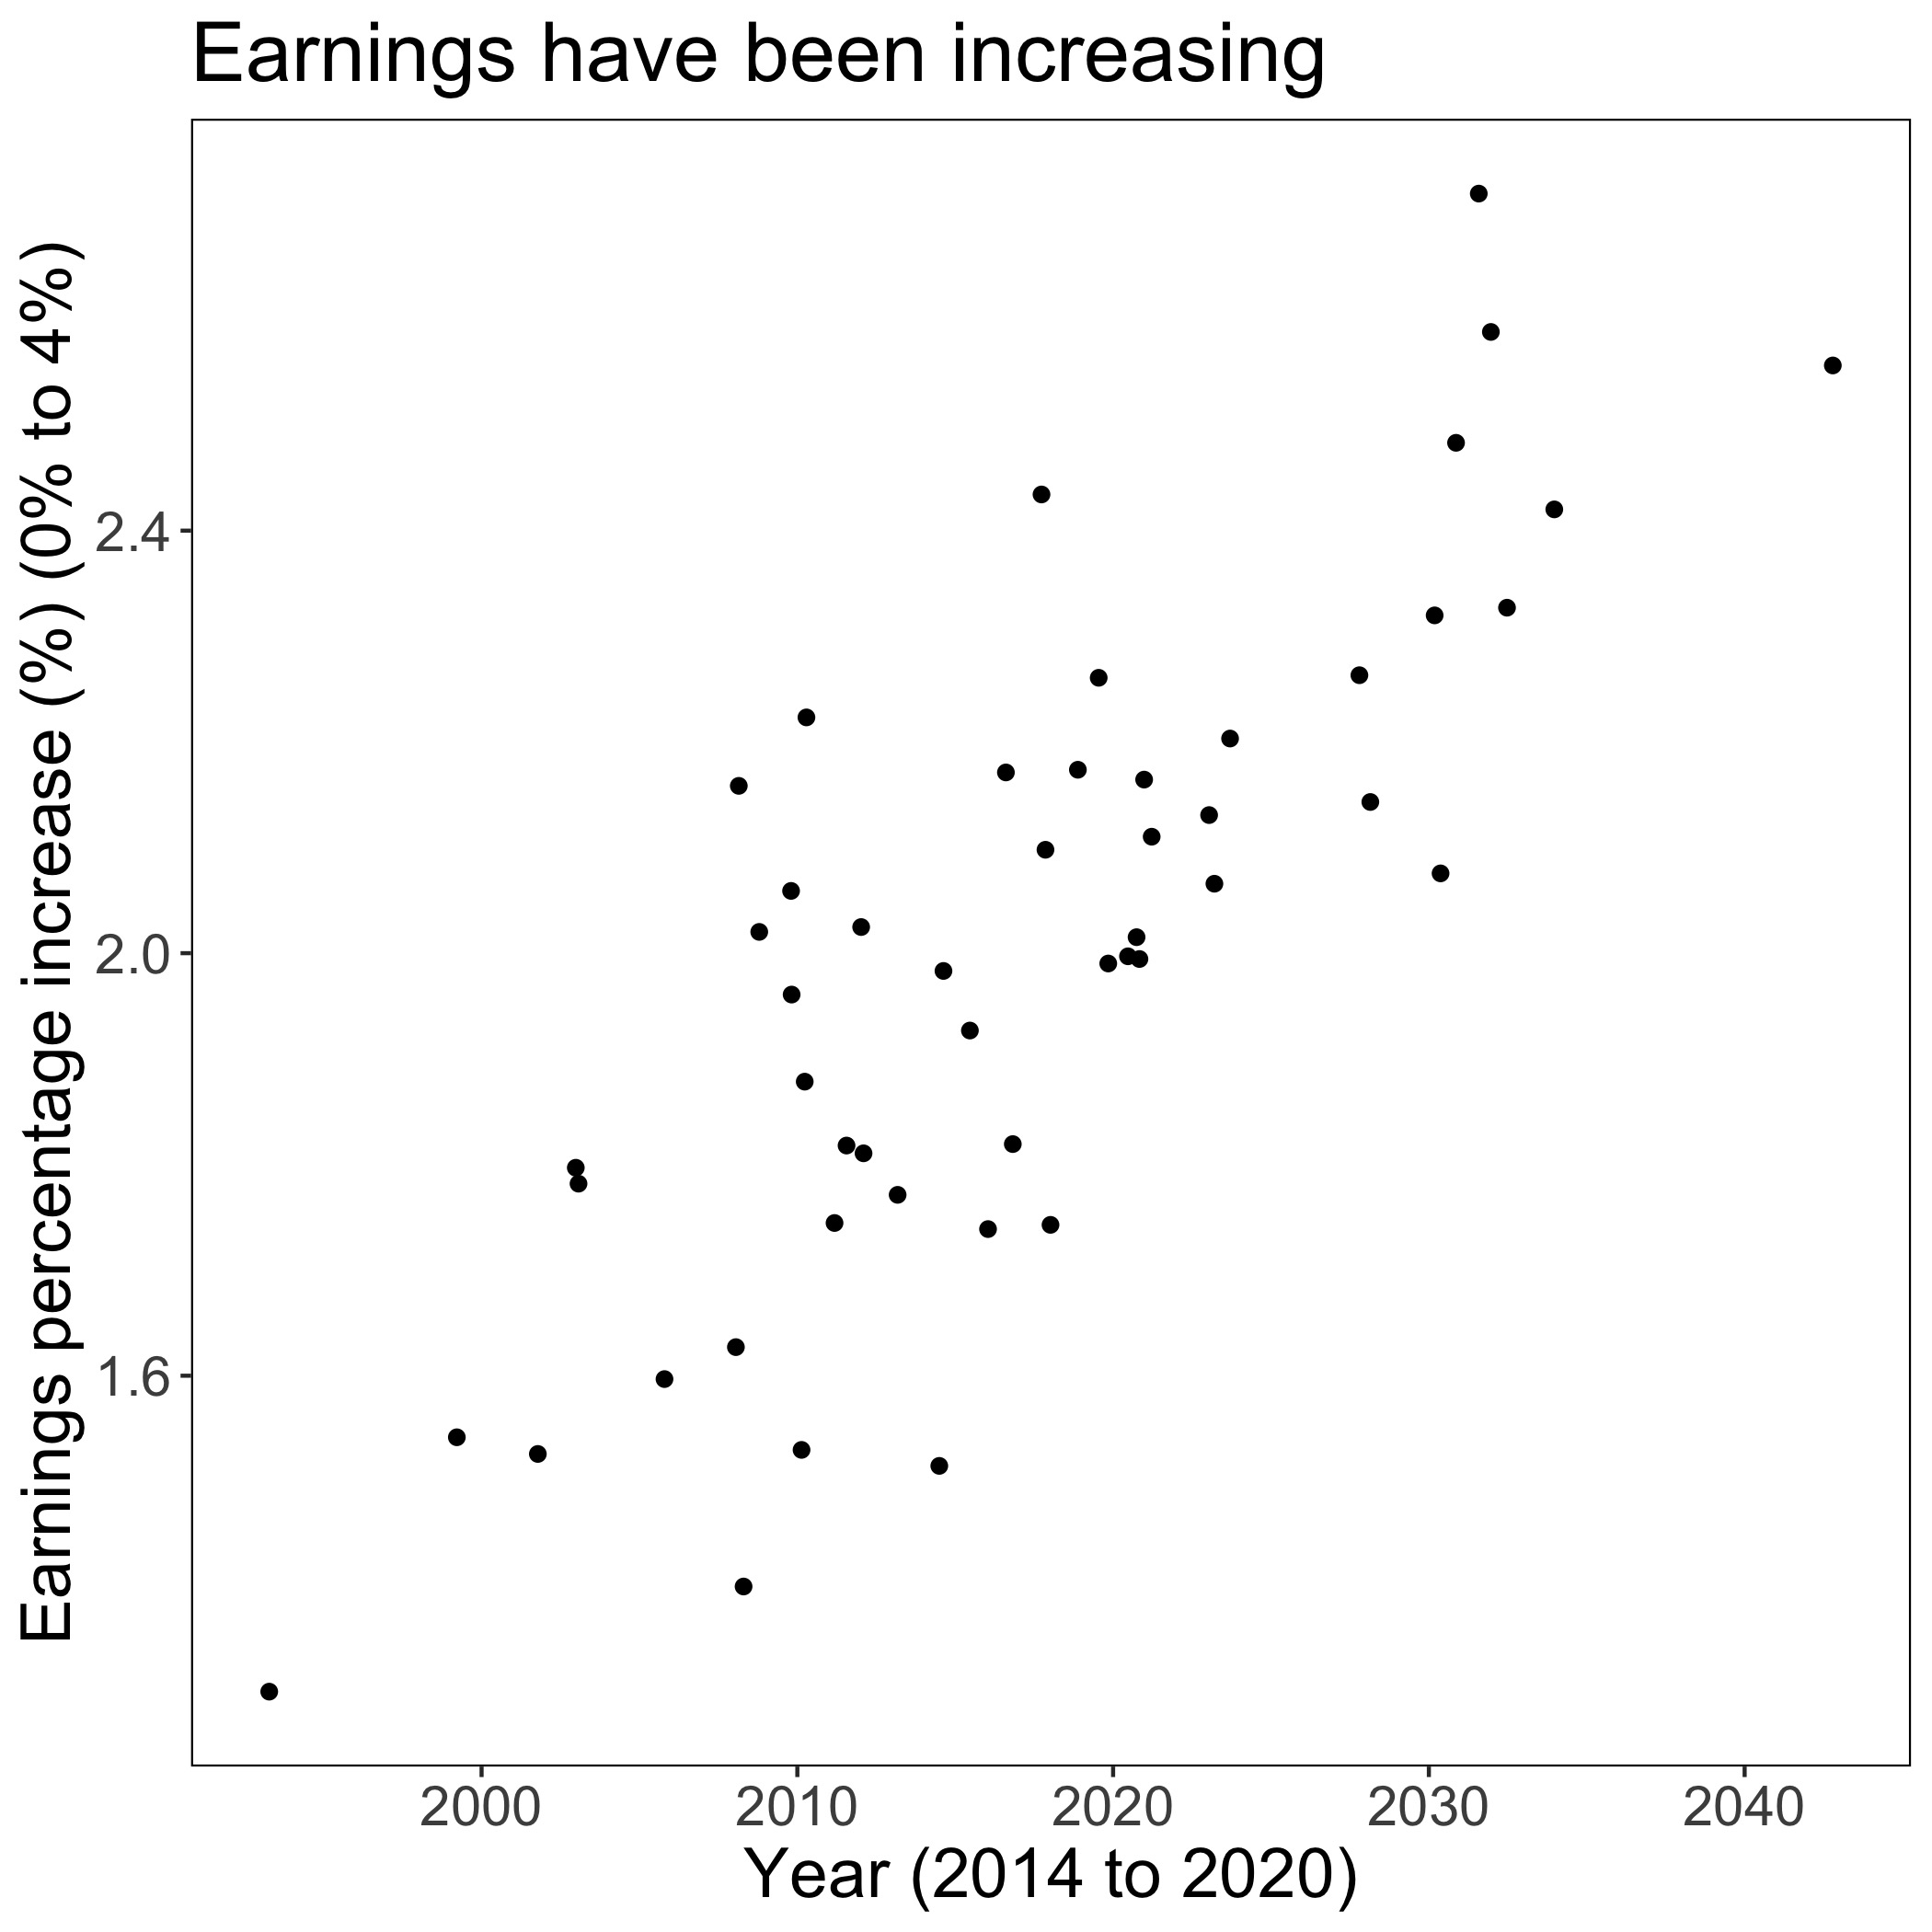 Earnings have been increasing
Earnings percentage increase (%) (0% to 4%)
2.4
2.0
1.6
2000 2010 2020 2030 2040
Year (2014 to 2020)